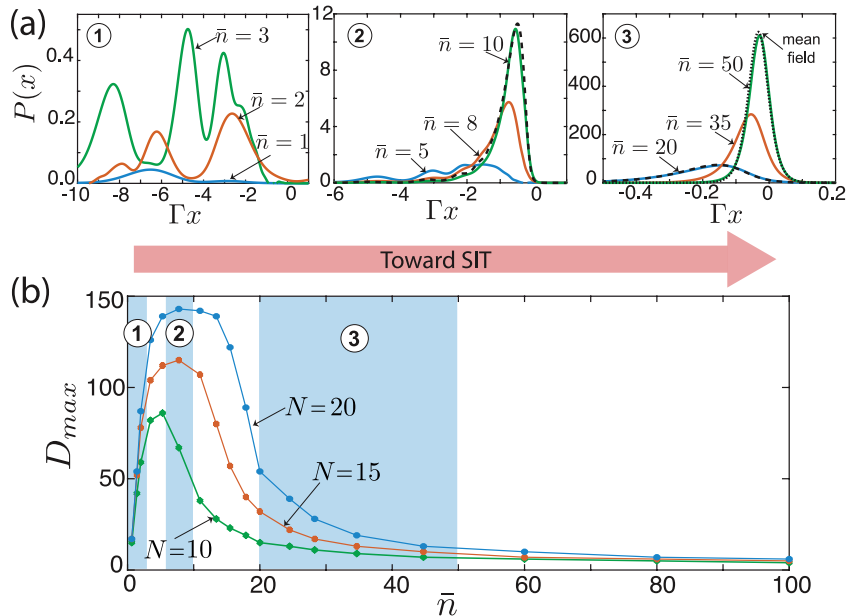 (a)
P(x)
1
n̄ = 3
n̄ = 2
n̄ = 1
0.4
0.2
0.0
-10 -8 -6 -4 -2 0
Γx
2
n̄ = 10
n̄ = 8
n̄ = 5
12
8
4
0
-6 -4 -2 0
Γx
3
mean
field
n̄ = 50
n̄ = 35
n̄ = 20
600
400
200
0
-0.4 -0.2 0 0.2
Γx
Toward SIT
(b)
D_max
150
100
50
0
1 2 3
N=20
N=15
N=10
0 20 40 60 80 100
n̄